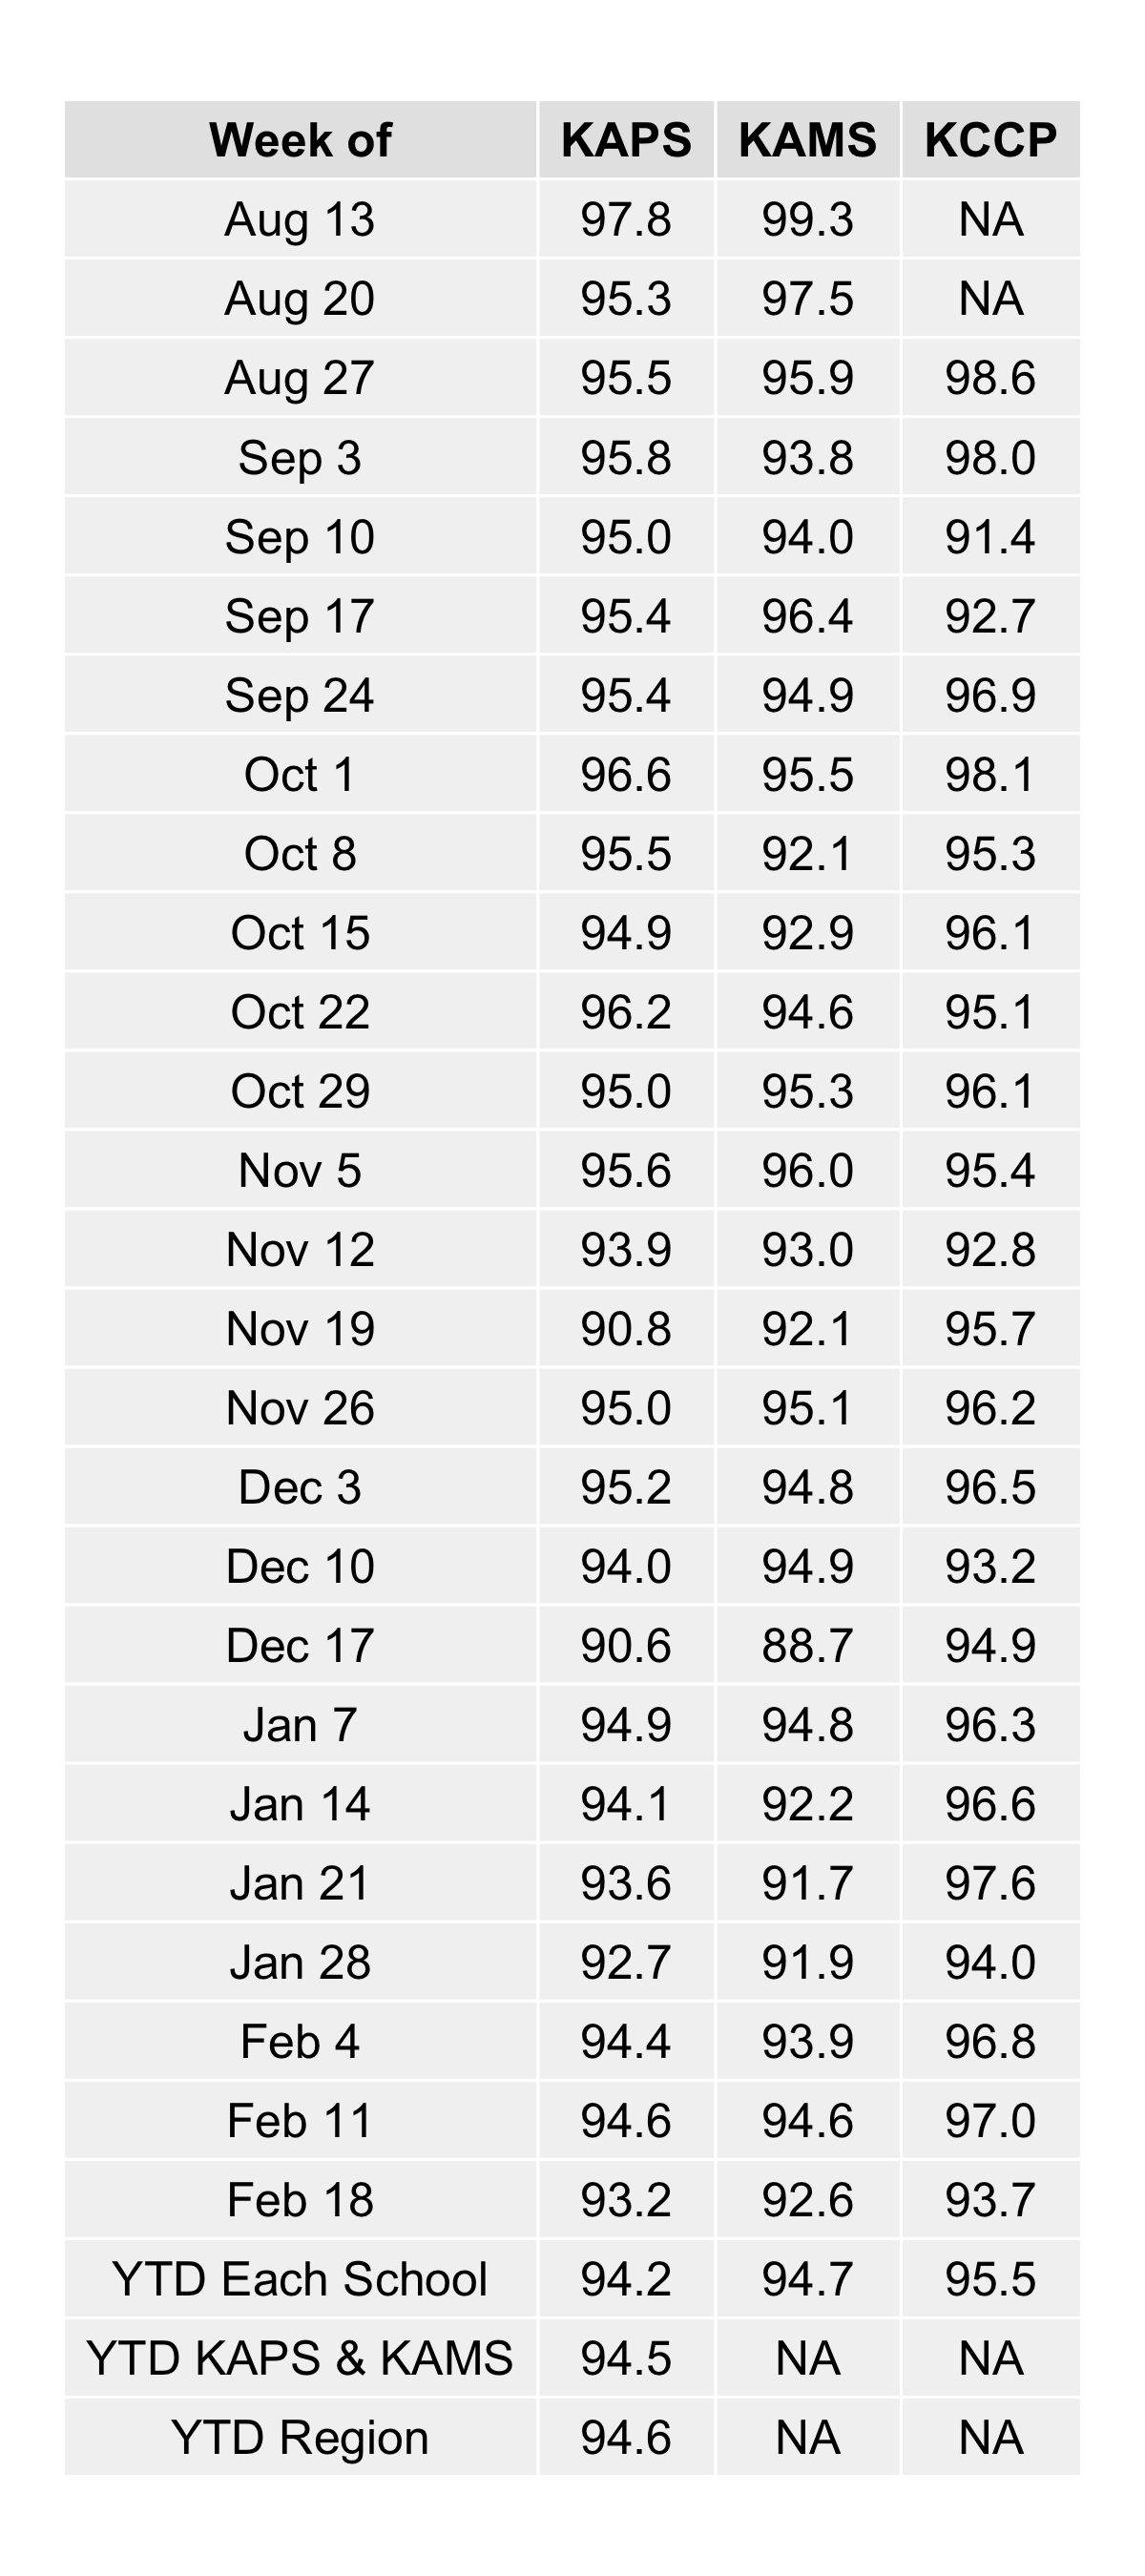 Week of KAPS KAMS KCCP
Aug 13 97.8 99.3 NA
Aug 20 95.3 97.5 NA
Aug 27 95.5 95.9 98.6
Sep 3 95.8 93.8 98.0
Sep 10 95.0 94.0 91.4
Sep 17 95.4 96.4 92.7
Sep 24 95.4 94.9 96.9
Oct 1 96.6 95.5 98.1
Oct 8 95.5 92.1 95.3
Oct 15 94.9 92.9 96.1
Oct 22 96.2 94.6 95.1
Oct 29 95.0 95.3 96.1
Nov 5 95.6 96.0 95.4
Nov 12 93.9 93.0 92.8
Nov 19 90.8 92.1 95.7
Nov 26 95.0 95.1 96.2
Dec 3 95.2 94.8 96.5
Dec 10 94.0 94.9 93.2
Dec 17 90.6 88.7 94.9
Jan 7 94.9 94.8 96.3
Jan 14 94.1 92.2 96.6
Jan 21 93.6 91.7 97.6
Jan 28 92.7 91.9 94.0
Feb 4 94.4 93.9 96.8
Feb 11 94.6 94.6 97.0
Feb 18 93.2 92.6 93.7
YTD Each School 94.2 94.7 95.5
YTD KAPS & KAMS 94.5 NA NA
YTD Region 94.6 NA NA